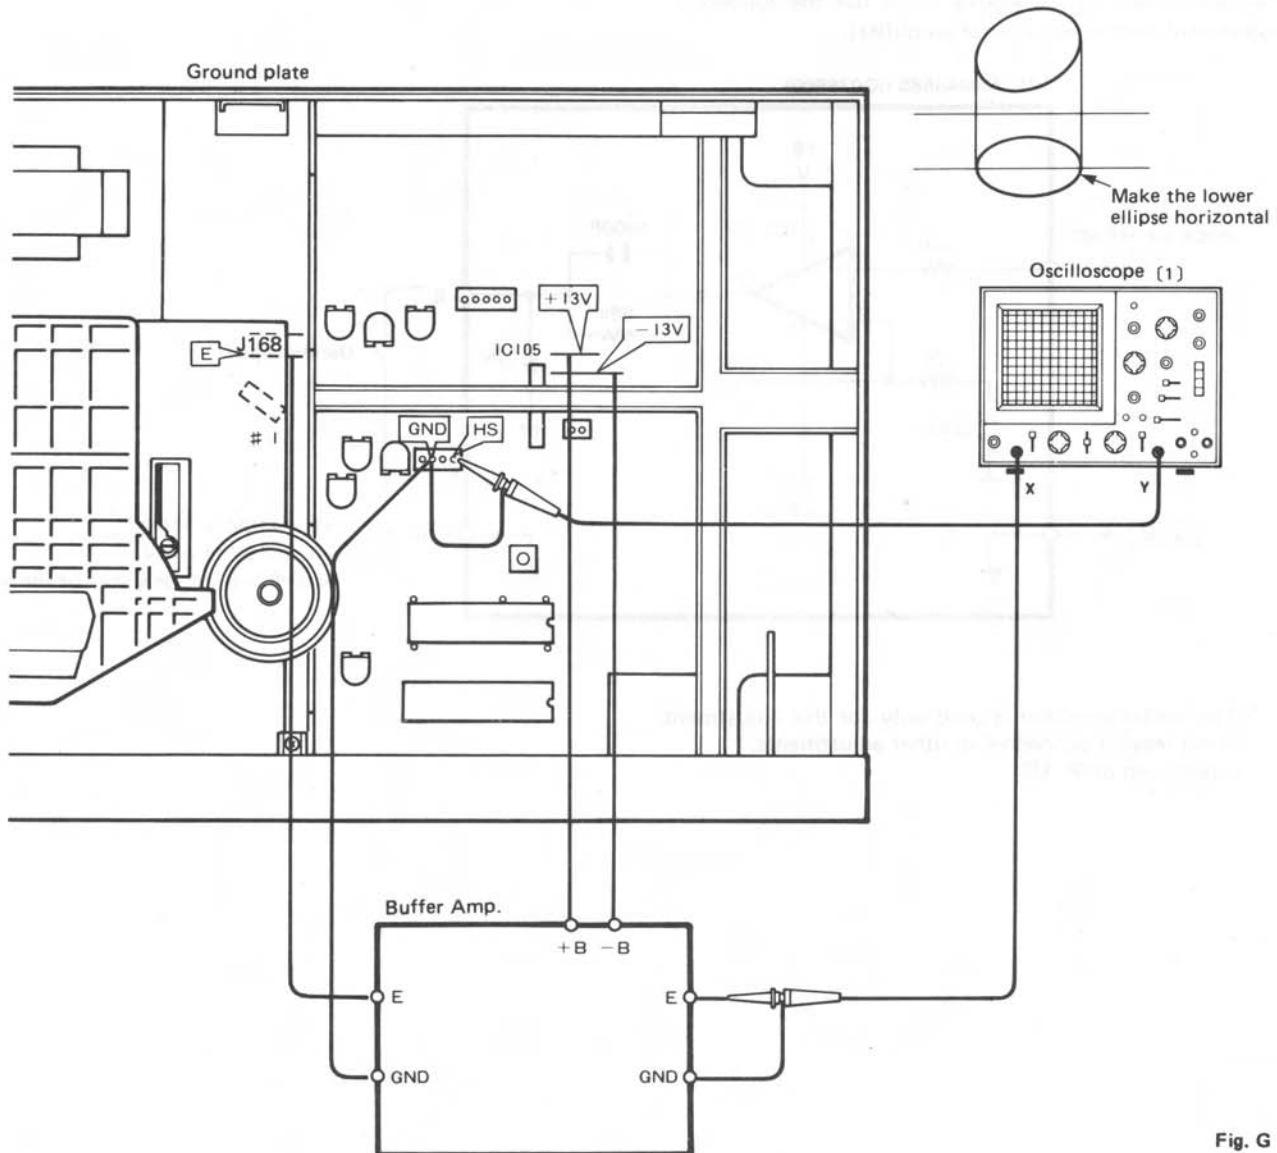 Ground plate
Make the lower
ellipse horizontal
Oscilloscope (1)
+13V
-13V
J168
E
IC105
# 1
GND
HS
X
Y
Buffer Amp.
+B
-B
E
E
GND
GND
Fig. G